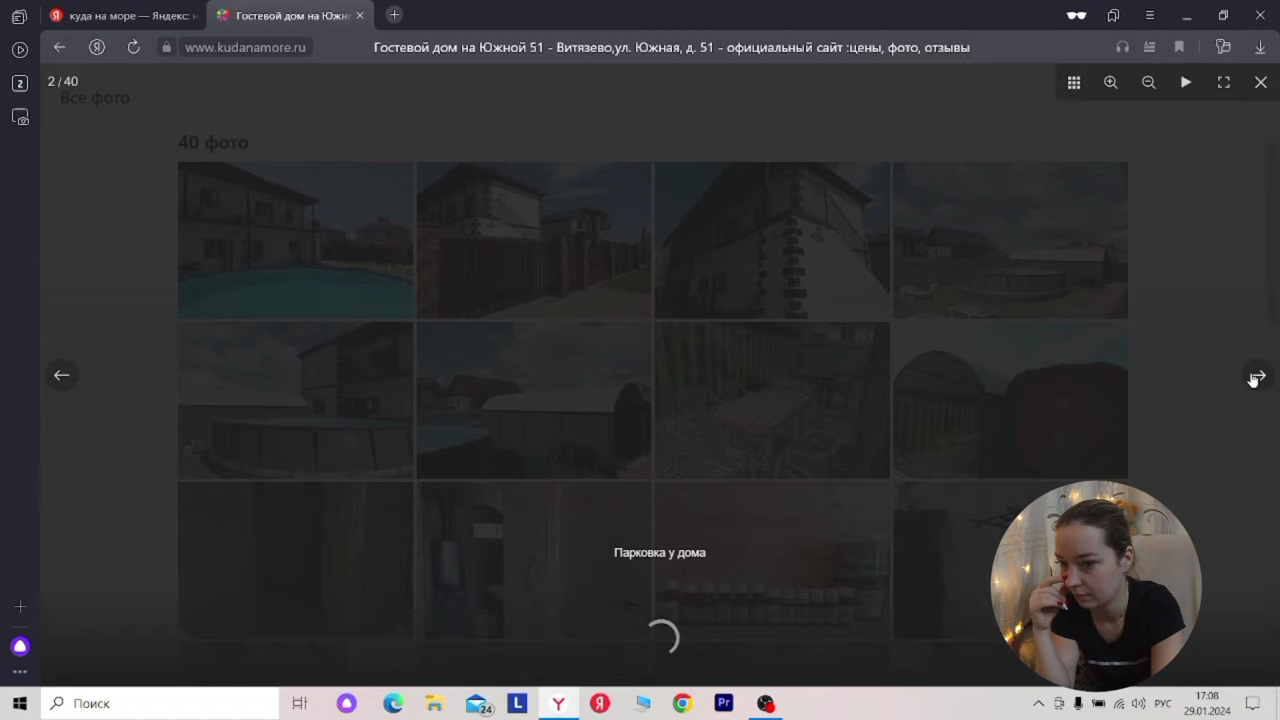 куда на море — Яндекс: н
Гостевой дом на Южн
www.kudanamore.ru
Гостевой дом на Южной 51 - Витязево,ул. Южная, д. 51 - официальный сайт :цены, фото, отзывы
2
2 / 40
Все фото
40 фото
Парковка у дома
Поиск
24
L
Y
Я
Pr
РУС
17:08
29.01.2024